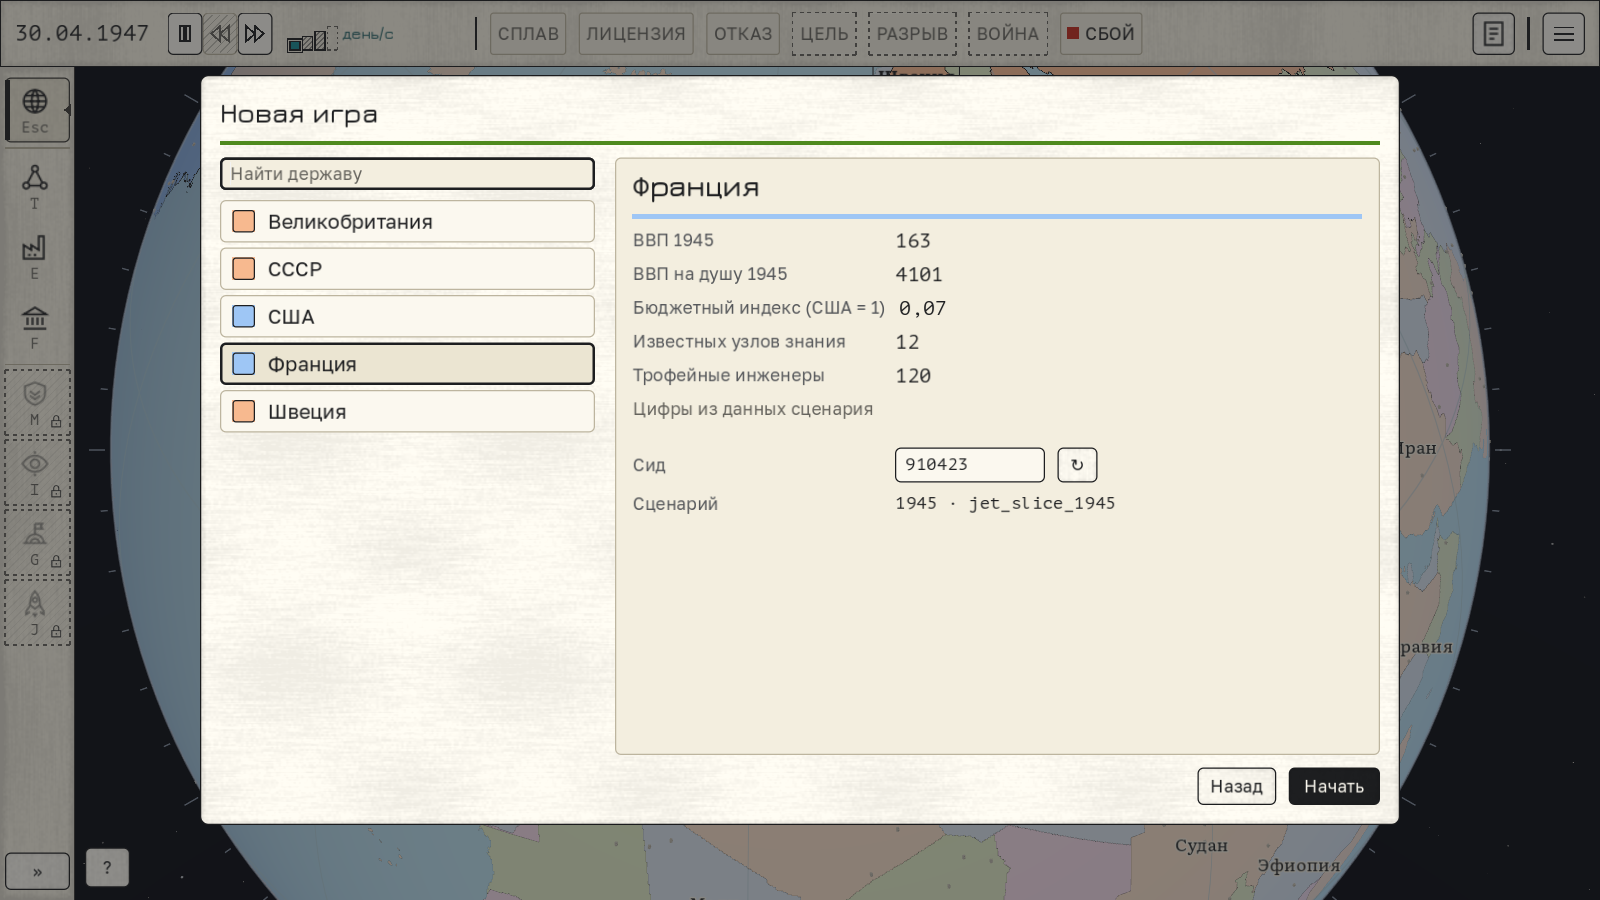 30.04.1947 день/с СПЛАВ ЛИЦЕНЗИЯ ОТКАЗ ЦЕЛЬ РАЗРЫВ ВОЙНА СБОЙ
Esc
T
E
F
M
I
G
J
»
?
Новая игра
Найти державу
Великобритания
СССР
США
Франция
Швеция
Франция
ВВП 1945 163
ВВП на душу 1945 4101
Бюджетный индекс (США = 1) 0,07
Известных узлов знания 12
Трофейные инженеры 120
Цифры из данных сценария
Сид 910423 ↻
Сценарий 1945 · jet_slice_1945
Назад Начать
Судан
Эфиопия